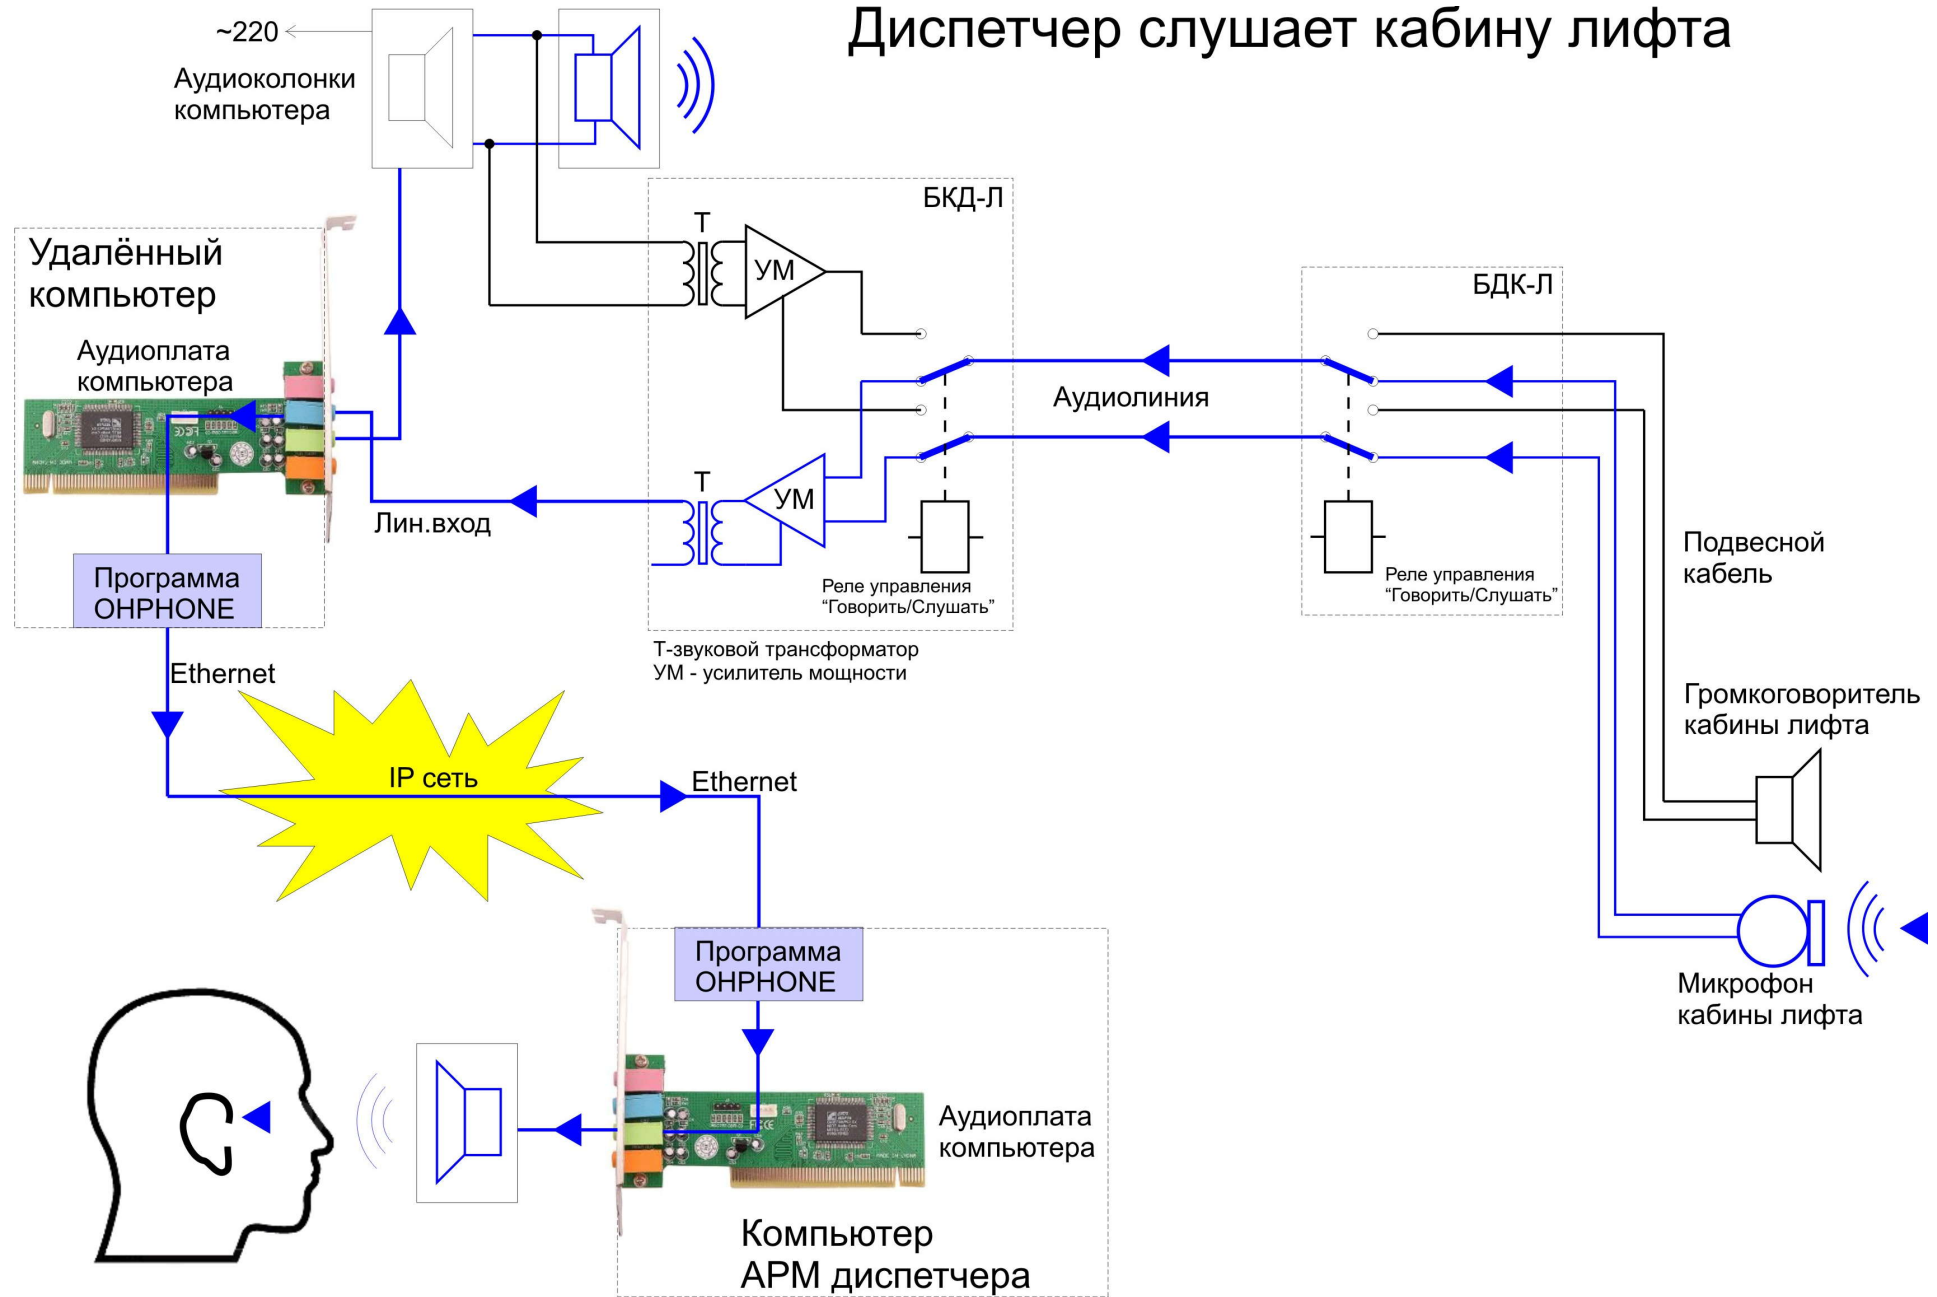 Диспетчер слушает кабину лифта
~220
Аудиоколонки
компьютера
БКД-Л
Т
УМ
Удалённый
компьютер
БДК-Л
Аудиоплата
компьютера
Аудиолиния
Т
УМ
Лин.вход
Подвесной
кабель
Программа
OHPHONE
Реле управления
“Говорить/Слушать”
Реле управления
“Говорить/Слушать”
Т-звуковой трансформатор
УМ - усилитель мощности
Ethernet
Громкоговоритель
кабины лифта
IP сеть
Ethernet
Программа
OHPHONE
Микрофон
кабины лифта
Аудиоплата
компьютера
Компьютер
АРМ диспетчера